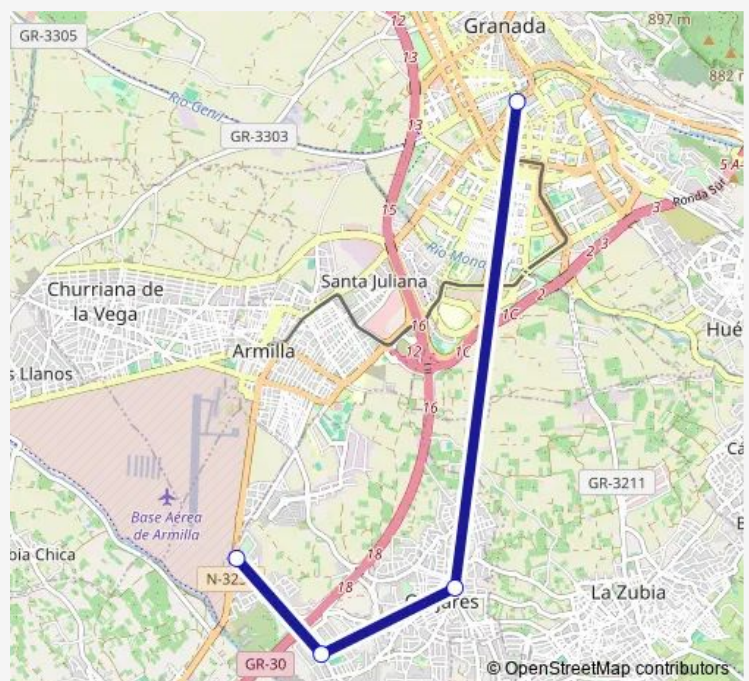 12
Granada
897 m
GR-3305
13
882 m
Río Genil
13
GR-3303
5 A-
Ronda Sur
15
3
3
2
Río Mona
Santa Juliana
2
Churriana de
la Vega
1C
16
Hué
Armilla
12
1C
s Llanos
16
GR-3211
Base Aérea
de Armilla
bia Chica
18
N-323
18
La Zubia
GR-30
© OpenStreetMap contributors